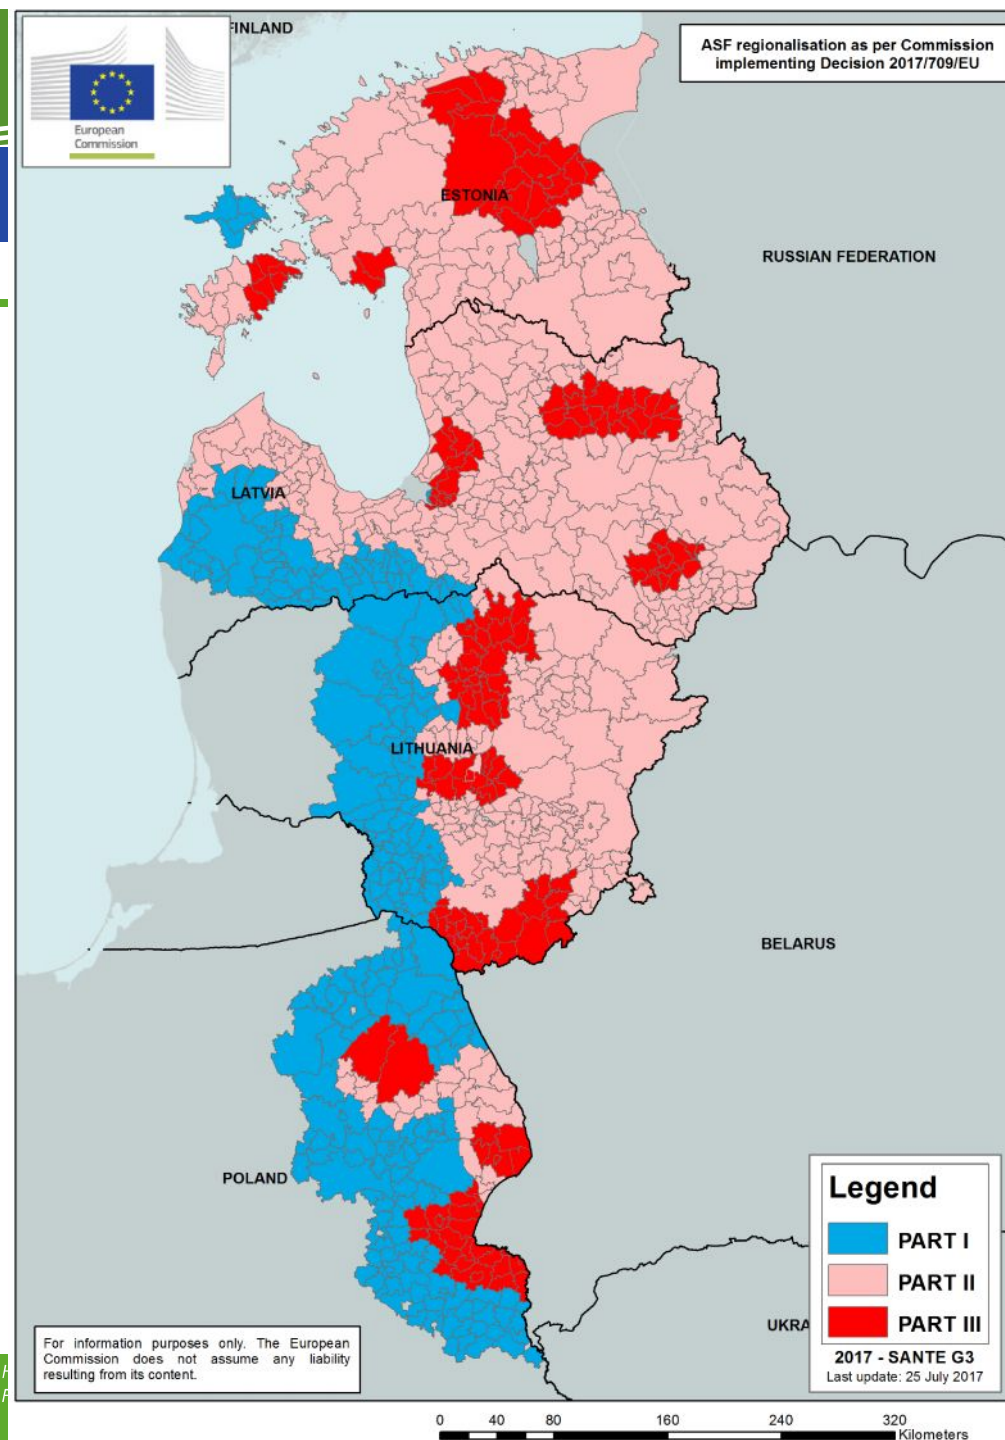 FINLAND
European
Commission
ASF regionalisation as per Commission
implementing Decision 2017/709/EU
ESTONIA
RUSSIAN FEDERATION
LATVIA
LITHUANIA
BELARUS
POLAND
Legend
PART I
PART II
PART III
UKRA
2017 - SANTE G3
Last update: 25 July 2017
For information purposes only. The European
Commission does not assume any liability
resulting from its content.
0 40 80 160 240 320
Kilometers